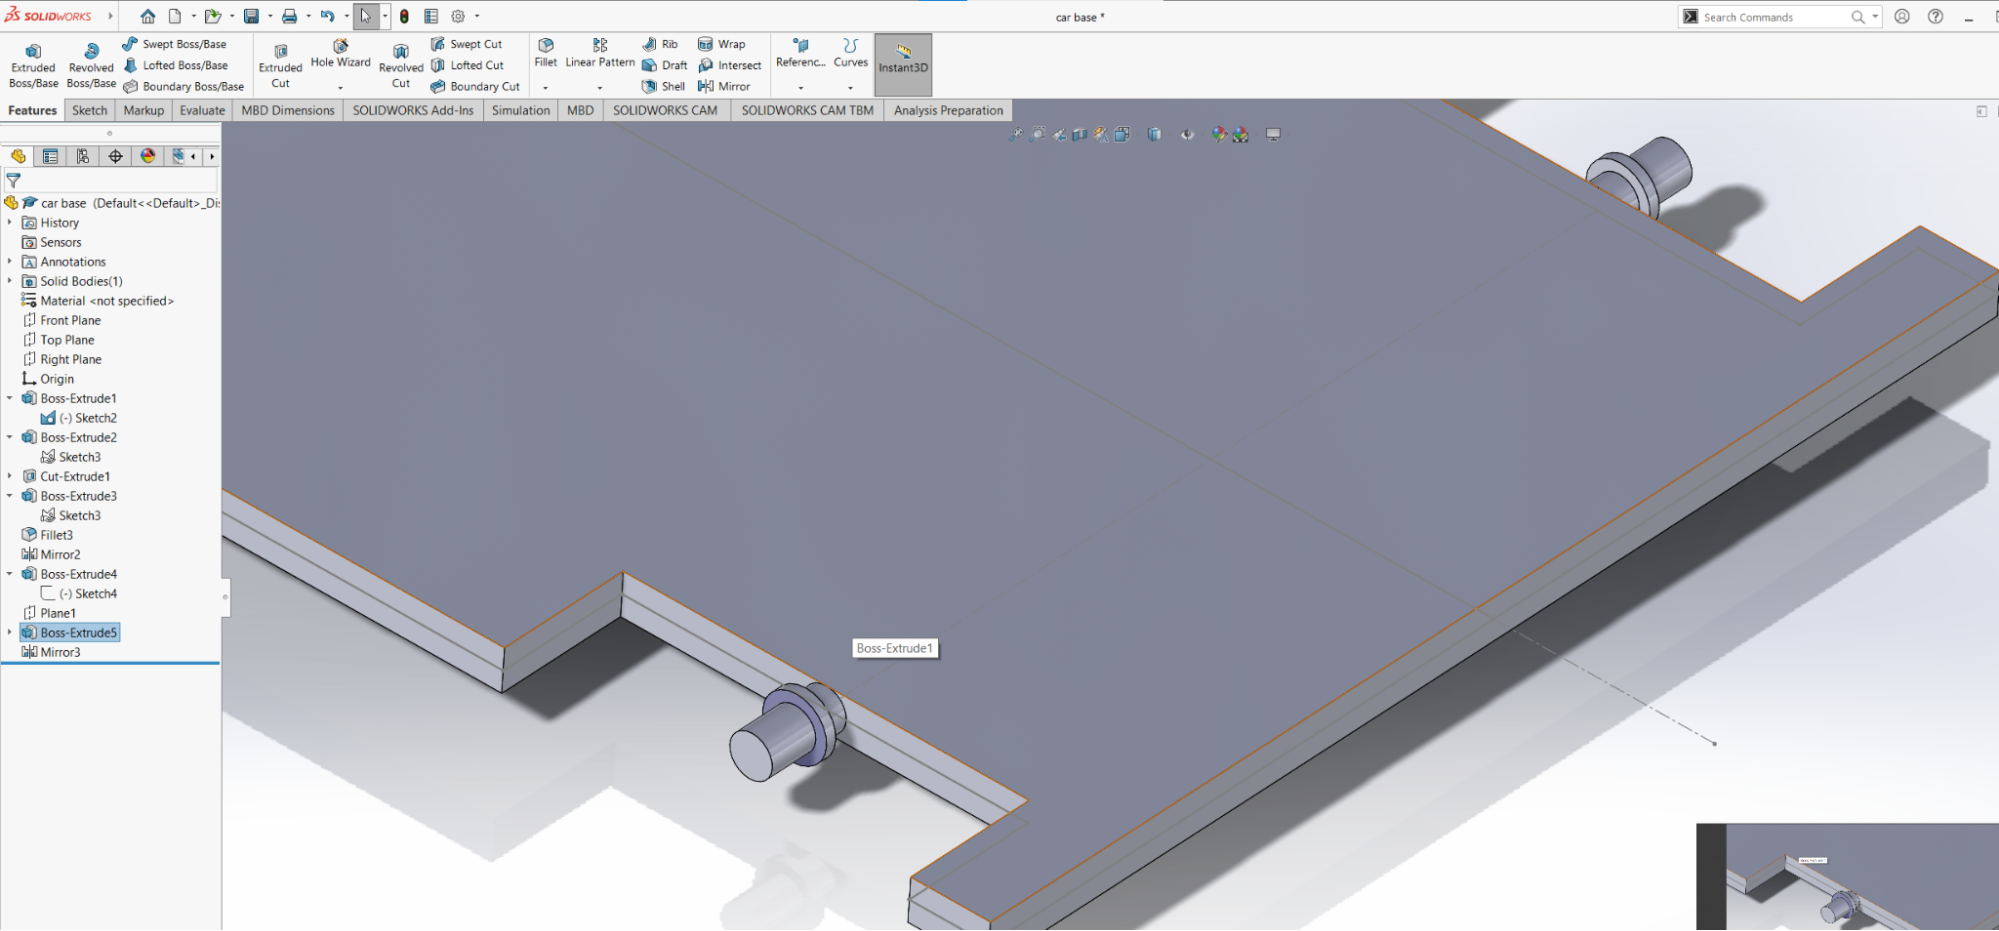 SOLIDWORKS
car base *
Search Commands
Extruded Boss/Base
Revolved Boss/Base
Swept Boss/Base
Lofted Boss/Base
Boundary Boss/Base
Extruded Cut
Hole Wizard
Revolved Cut
Swept Cut
Lofted Cut
Boundary Cut
Fillet
Linear Pattern
Rib
Draft
Shell
Wrap
Intersect
Mirror
Referenc...
Curves
Instant3D
Features
Sketch
Markup
Evaluate
MBD Dimensions
SOLIDWORKS Add-Ins
Simulation
MBD
SOLIDWORKS CAM
SOLIDWORKS CAM TBM
Analysis Preparation
car base (Default<<Default>_Di
History
Sensors
Annotations
Solid Bodies(1)
Material <not specified>
Front Plane
Top Plane
Right Plane
Origin
Boss-Extrude1
(-) Sketch2
Boss-Extrude2
Sketch3
Cut-Extrude1
Boss-Extrude3
Sketch3
Fillet3
Mirror2
Boss-Extrude4
(-) Sketch4
Plane1
Boss-Extrude5
Mirror3
Boss-Extrude1